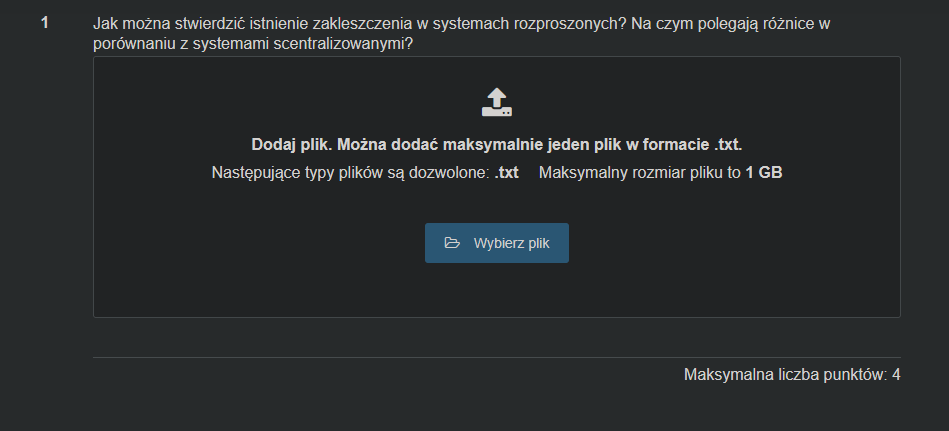 1
Jak można stwierdzić istnienie zakleszczenia w systemach rozproszonych? Na czym polegają różnice w
porównaniu z systemami scentralizowanymi?
Dodaj plik. Można dodać maksymalnie jeden plik w formacie .txt.
Następujące typy plików są dozwolone: .txt Maksymalny rozmiar pliku to 1 GB
Wybierz plik
Maksymalna liczba punktów: 4